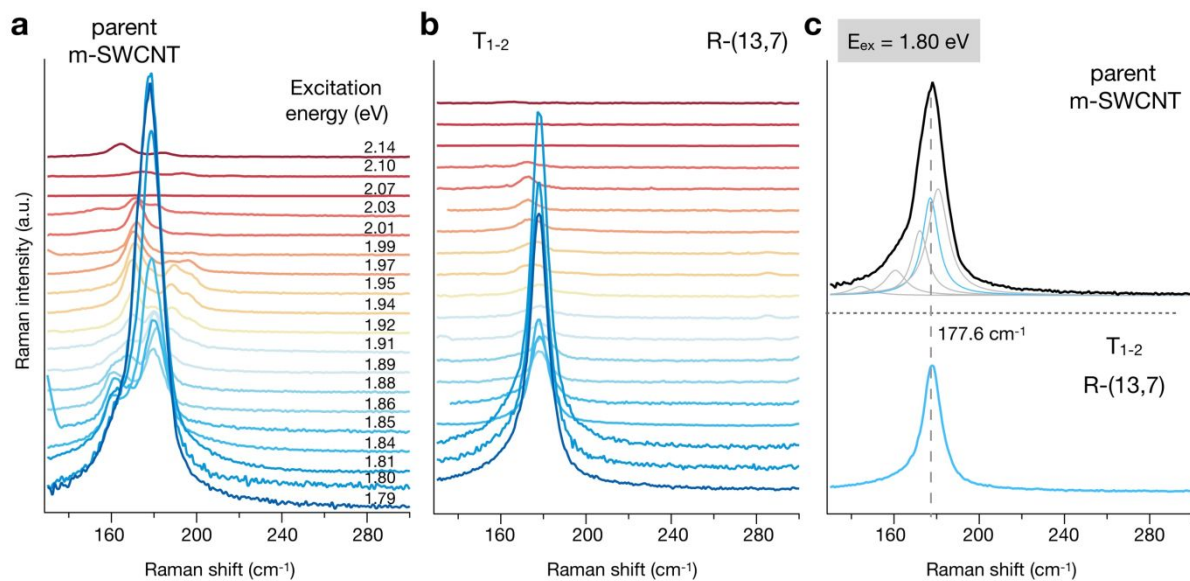 a
parent
m-SWCNT
Excitation
energy (eV)
2.14
2.10
2.07
2.03
2.01
1.99
1.97
1.95
1.94
1.92
1.91
1.89
1.88
1.86
1.85
1.84
1.81
1.80
1.79
Raman intensity (a.u.)
160 200 240 280
Raman shift (cm⁻¹)
b
T₁₋₂ R-(13,7)
160 200 240 280
Raman shift (cm⁻¹)
c
Eₑₓ = 1.80 eV
parent
m-SWCNT
177.6 cm⁻¹
T₁₋₂
R-(13,7)
160 200 240 280
Raman shift (cm⁻¹)